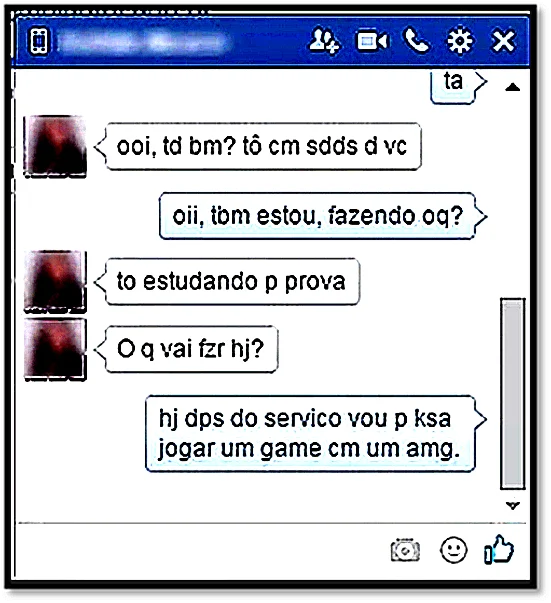 ta
ooi, td bm? tô cm sdds d vc
oii, tbm estou, fazendo oq?
to estudando p prova
O q vai fzr hj?
hj dps do servico vou p ksa
jogar um game cm um amg.